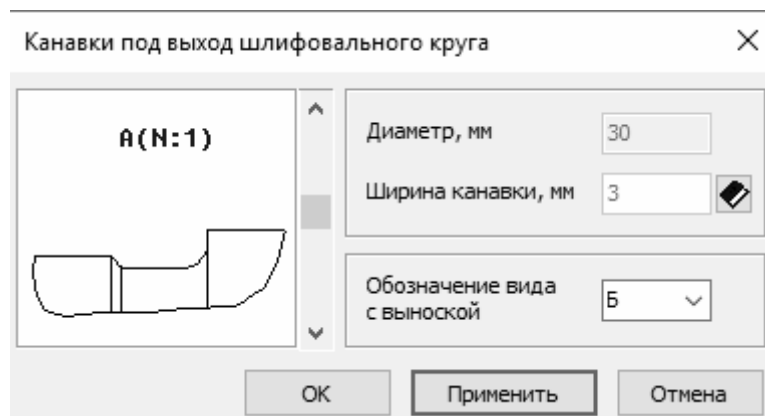 Канавки под выход шлифовального круга
A(N:1)
Диаметр, мм 30
Ширина канавки, мм 3
Обозначение вида
с выноской Б
OK Применить Отмена